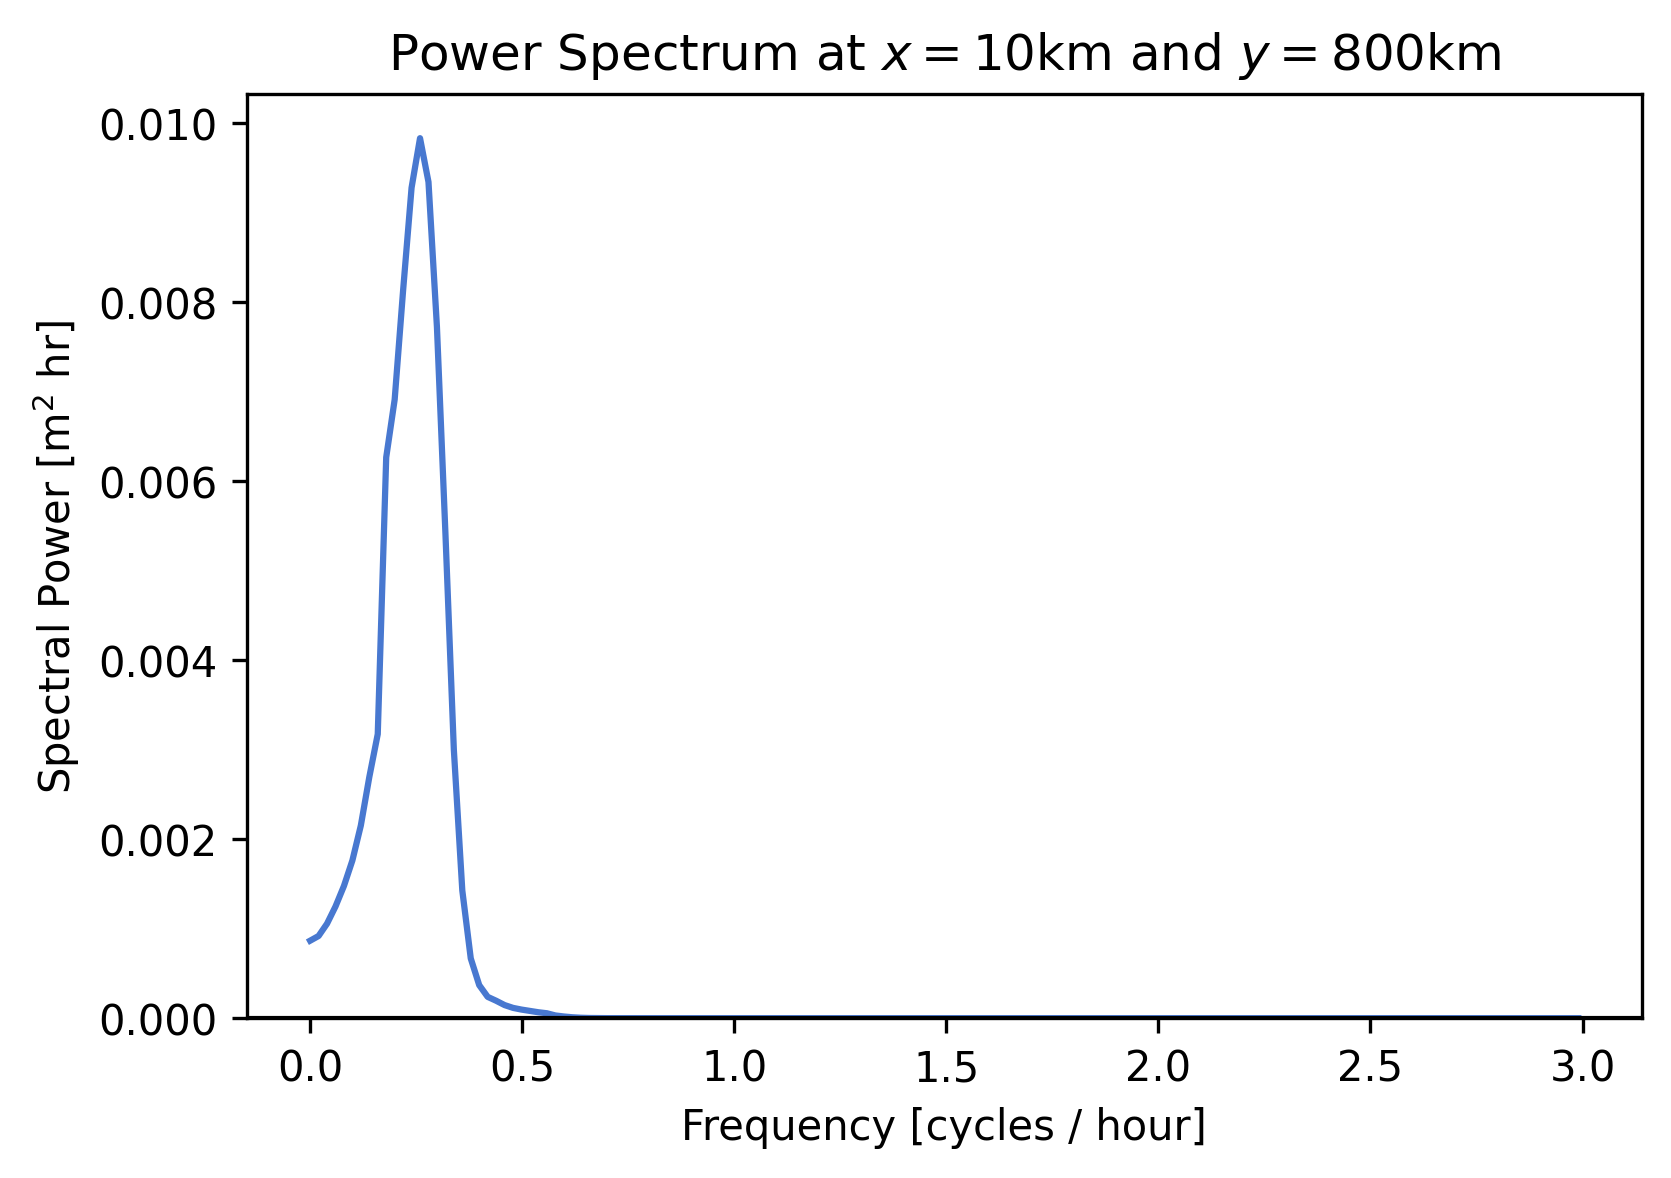 Power Spectrum at x = 10km and y = 800km
Spectral Power [m² hr]
0.010
0.008
0.006
0.004
0.002
0.000
0.0 0.5 1.0 1.5 2.0 2.5 3.0
Frequency [cycles / hour]